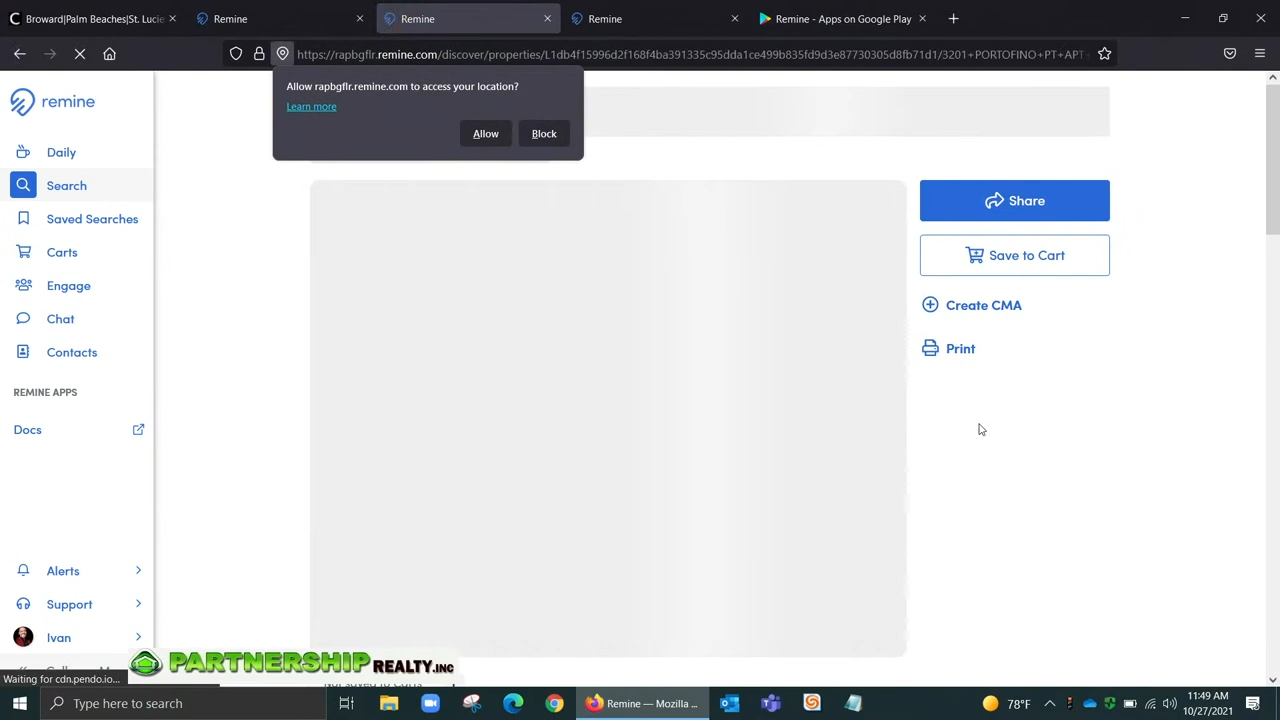 Broward|Palm Beaches|St. Lucie
Remine
Remine
Remine
Remine - Apps on Google Play
https://rapbgflr.remine.com/discover/properties/L1db4f15996d2f168f4ba391335c95dda1ce499b835fd9d3e87730305d8fb71d1/3201+PORTOFINO+PT+APT
Allow rapbgflr.remine.com to access your location?
Learn more
Allow
Block
remine
Daily
Search
Saved Searches
Carts
Engage
Chat
Contacts
REMINE APPS
Docs
Alerts
Support
Ivan
Share
Save to Cart
Create CMA
Print
PARTNERSHIP REALTY.INC
Waiting for cdn.pendo.io...
Type here to search
Remine — Mozilla ...
78°F
11:49 AM
10/27/2021